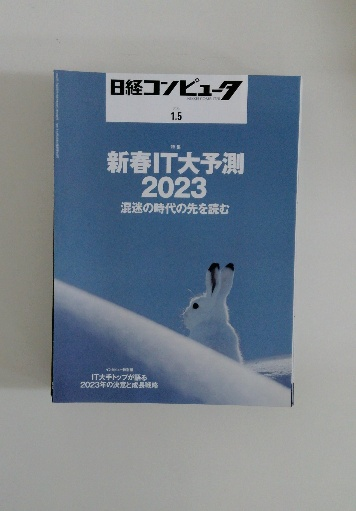 日経コンピュータ
1.5
特集
新春IT大予測
2023
混迷の時代の先を読む
IT大手トップが語る
2023年の決意と成長戦略